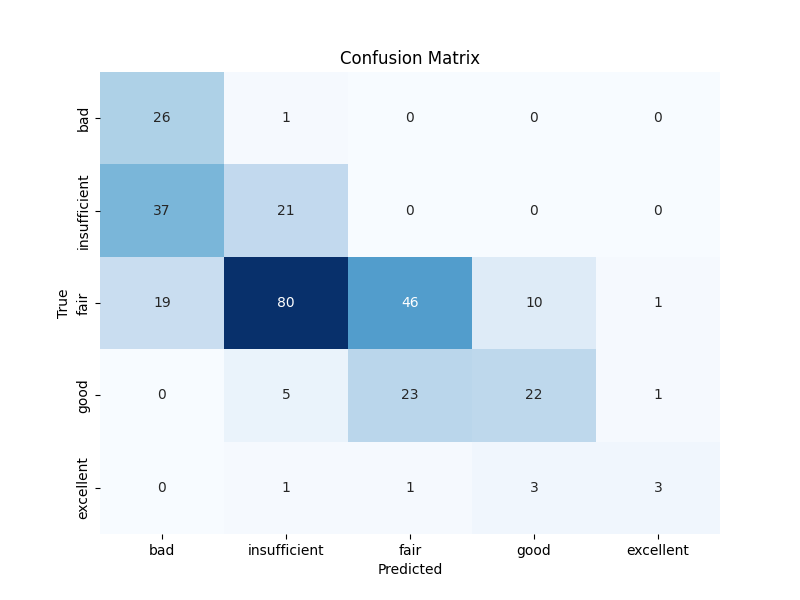 Confusion Matrix
bad 26 1 0 0 0
insufficient 37 21 0 0 0
True
fair 19 80 46 10 1
good 0 5 23 22 1
excellent 0 1 1 3 3
bad insufficient fair good excellent
Predicted